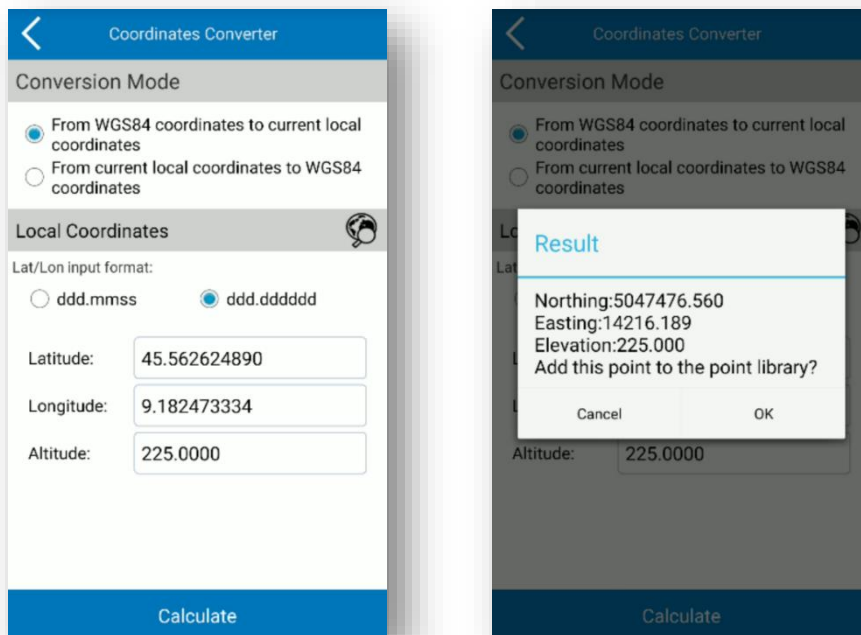 Coordinates Converter
Conversion Mode
From WGS84 coordinates to current local
coordinates
From current local coordinates to WGS84
coordinates
Local Coordinates
Lat/Lon input format:
ddd.mmss
ddd.dddddd
Latitude:
45.562624890
Longitude:
9.182473334
Altitude:
225.0000
Calculate
Coordinates Converter
Conversion Mode
From WGS84 coordinates to current local
coordinates
From current local coordinates to WGS84
coordinates
Lo
Lat
Result
Northing:5047476.560
Easting:14216.189
Elevation:225.000
Add this point to the point library?
Cancel
OK
L
L
Altitude:
225.0000
Calculate